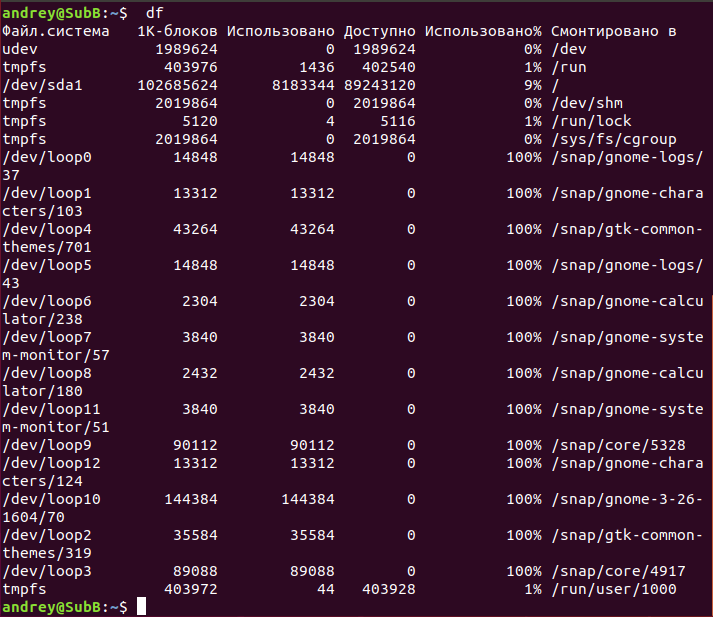 andrey@SubB:~$  df
Файл.система   1K-блоков Использовано Доступно Использовано% Cмонтировано в
udev             1989624            0  1989624            0% /dev
tmpfs             403976         1436   402540            1% /run
/dev/sda1      102685624      8183344 89243120            9% /
tmpfs            2019864            0  2019864            0% /dev/shm
tmpfs               5120            4     5116            1% /run/lock
tmpfs            2019864            0  2019864            0% /sys/fs/cgroup
/dev/loop0         14848        14848        0          100% /snap/gnome-logs/
37
/dev/loop1         13312        13312        0          100% /snap/gnome-chara
cters/103
/dev/loop4         43264        43264        0          100% /snap/gtk-common-
themes/701
/dev/loop5         14848        14848        0          100% /snap/gnome-logs/
43
/dev/loop6          2304         2304        0          100% /snap/gnome-calcu
lator/238
/dev/loop7          3840         3840        0          100% /snap/gnome-syste
m-monitor/57
/dev/loop8          2432         2432        0          100% /snap/gnome-calcu
lator/180
/dev/loop11         3840         3840        0          100% /snap/gnome-syste
m-monitor/51
/dev/loop9         90112        90112        0          100% /snap/core/5328
/dev/loop12        13312        13312        0          100% /snap/gnome-chara
cters/124
/dev/loop10       144384       144384        0          100% /snap/gnome-3-26-
1604/70
/dev/loop2         35584        35584        0          100% /snap/gtk-common-
themes/319
/dev/loop3         89088        89088        0          100% /snap/core/4917
tmpfs             403972           44   403928            1% /run/user/1000
andrey@SubB:~$